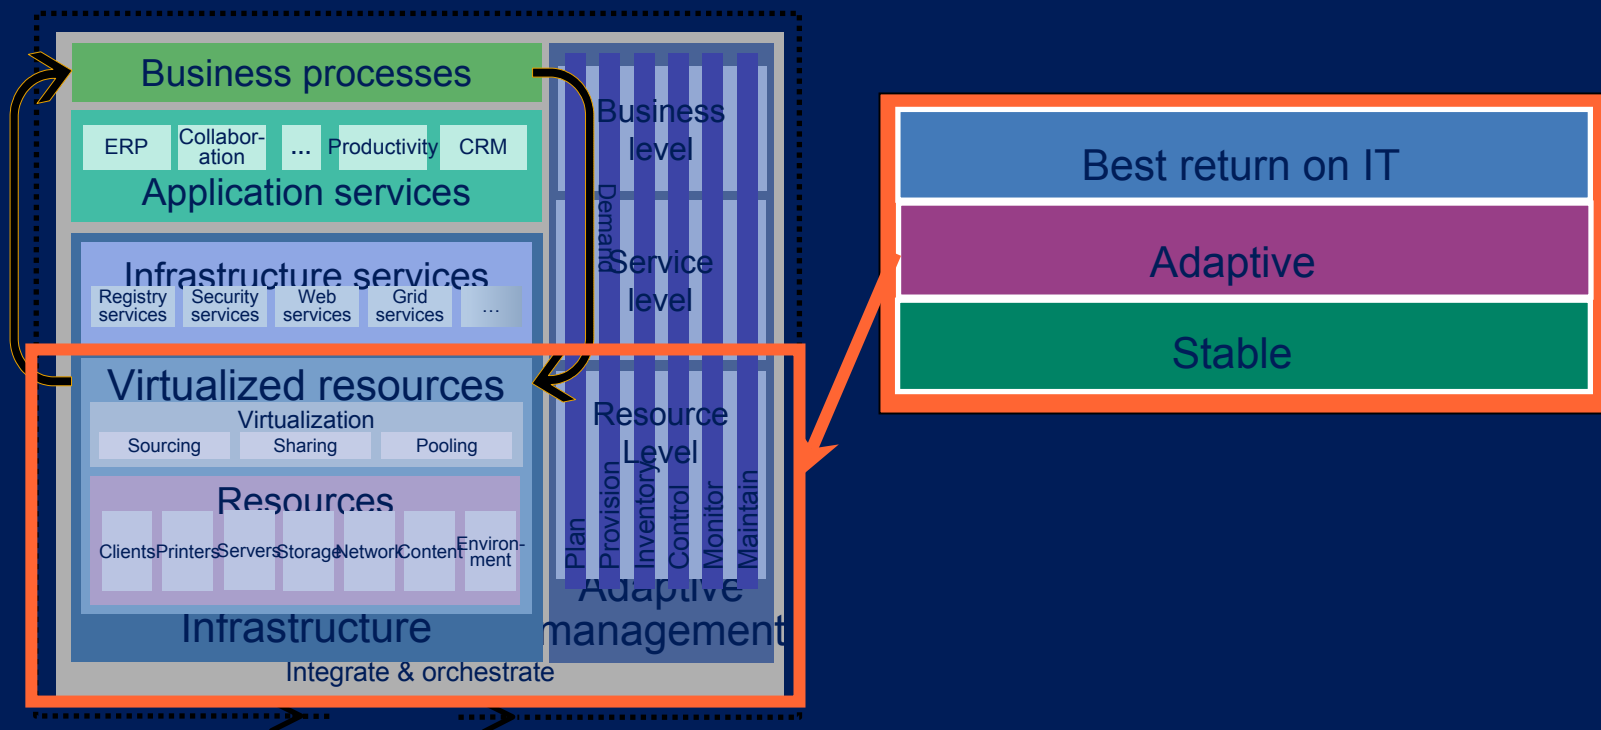 Business processes
ERP
Collabor-
ation
...
Productivity
CRM
Application services
Infrastructure services
Registry
services
Security
services
Web
services
Grid
services
...
Virtualized resources
Virtualization
Sourcing
Sharing
Pooling
Resources
Clients
Printers
Servers
Storage
Network
Content
Environ-
ment
Infrastructure
Integrate & orchestrate
Business
level
Demand
Service
level
Resource
Level
Plan
Provision
Inventory
Control
Monitor
Maintain
Adaptive
management
Best return on IT
Adaptive
Stable